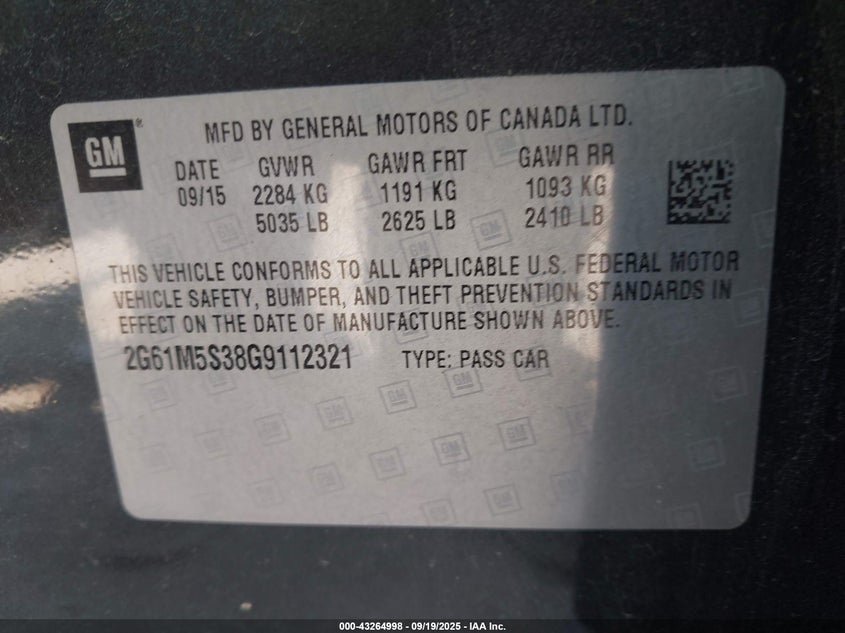 GM
®
MFD BY GENERAL MOTORS OF CANADA LTD.
DATE GVWR GAWR FRT GAWR RR
09/15 2284 KG 1191 KG 1093 KG
5035 LB 2625 LB 2410 LB
THIS VEHICLE CONFORMS TO ALL APPLICABLE U.S. FEDERAL MOTOR
VEHICLE SAFETY, BUMPER, AND THEFT PREVENTION STANDARDS IN
EFFECT ON THE DATE OF MANUFACTURE SHOWN ABOVE.
2G61M5S38G9112321 TYPE: PASS CAR
000-43264998 - 09/19/2025 - IAA Inc.